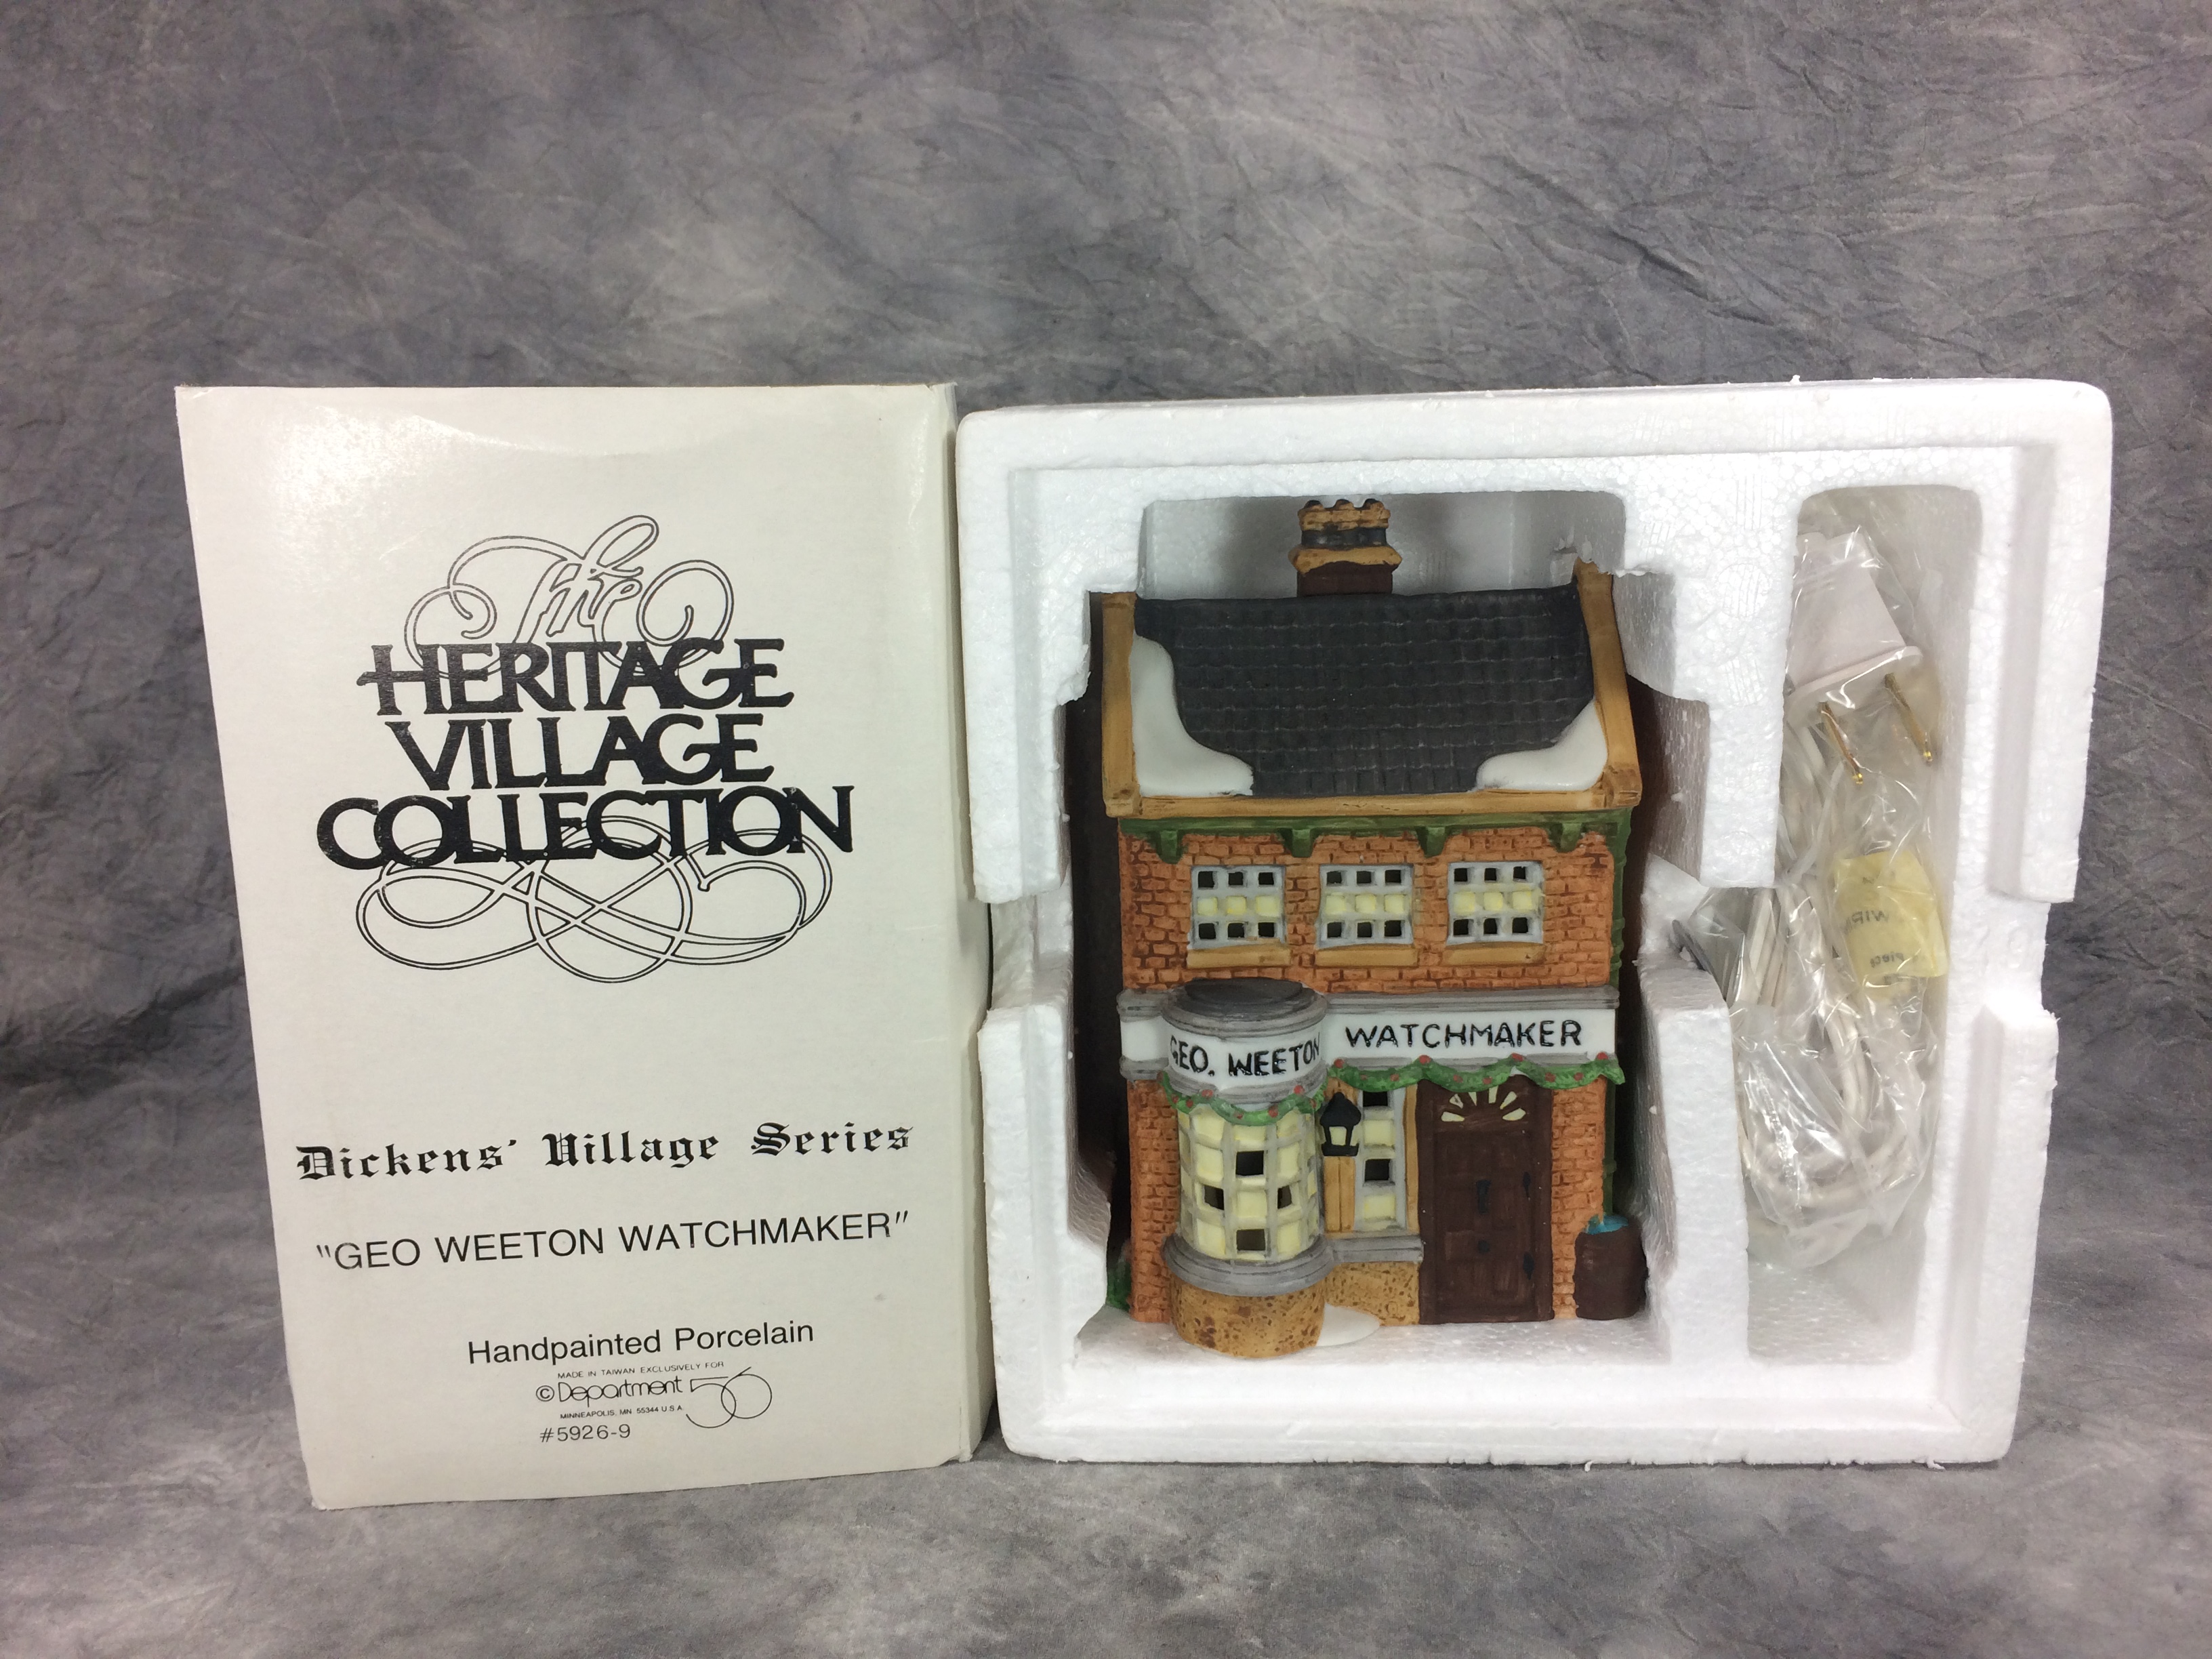 The
HERITAGE
VILLAGE
COLLECTION
Dickens' Village Series
"GEO WEETON WATCHMAKER"
Handpainted Porcelain
MADE IN TAIWAN EXCLUSIVELY FOR
©Department 56
MINNEAPOLIS, MN 55344 U.S.A.
#5926-9
GEO. WEETON
WATCHMAKER